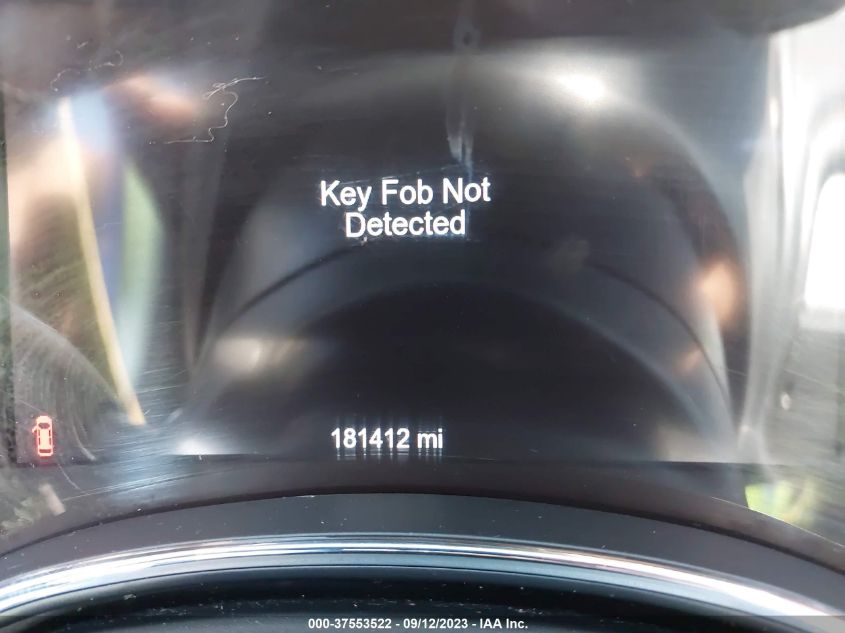 Key Fob Not
Detected
181412 mi
000-37553522 - 09/12/2023 - IAA Inc.